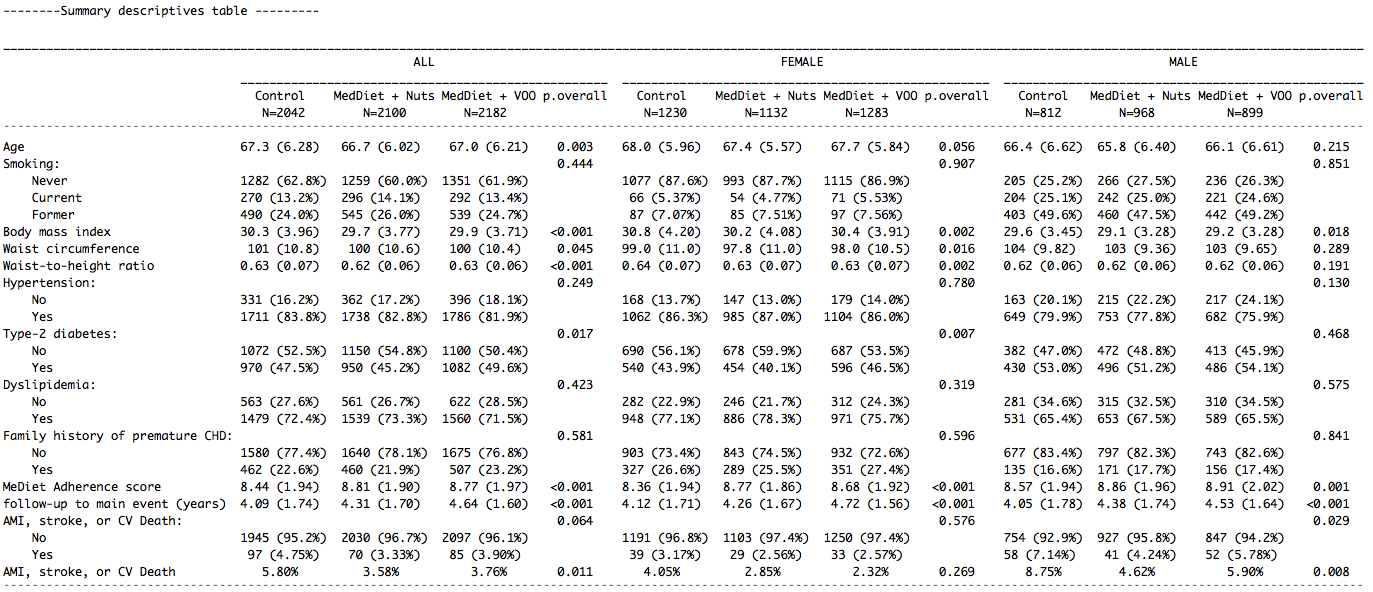 --------Summary descriptives table ---------
ALL FEMALE MALE
Control MedDiet + Nuts MedDiet + VOO p.overall Control MedDiet + Nuts MedDiet + VOO p.overall Control MedDiet + Nuts MedDiet + VOO p.overall
N=2042 N=2100 N=2182 N=1230 N=1132 N=1283 N=812 N=968 N=899
Age 67.3 (6.28) 66.7 (6.02) 67.0 (6.21) 0.003 68.0 (5.96) 67.4 (5.57) 67.7 (5.84) 0.056 66.4 (6.62) 65.8 (6.40) 66.1 (6.61) 0.215
Smoking: 0.444 0.907 0.851
Never 1282 (62.8%) 1259 (60.0%) 1351 (61.9%) 1077 (87.6%) 993 (87.7%) 1115 (86.9%) 205 (25.2%) 266 (27.5%) 236 (26.3%)
Current 270 (13.2%) 296 (14.1%) 292 (13.4%) 66 (5.37%) 54 (4.77%) 71 (5.53%) 204 (25.1%) 242 (25.0%) 221 (24.6%)
Former 490 (24.0%) 545 (26.0%) 539 (24.7%) 87 (7.07%) 85 (7.51%) 97 (7.56%) 403 (49.6%) 460 (47.5%) 442 (49.2%)
Body mass index 30.3 (3.96) 29.7 (3.77) 29.9 (3.71) <0.001 30.8 (4.20) 30.2 (4.08) 30.4 (3.91) 0.002 29.6 (3.45) 29.1 (3.28) 29.2 (3.28) 0.018
Waist circumference 101 (10.8) 100 (10.6) 100 (10.4) 0.045 99.0 (11.0) 97.8 (11.0) 98.0 (10.5) 0.016 104 (9.82) 103 (9.36) 103 (9.65) 0.289
Waist-to-height ratio 0.63 (0.07) 0.62 (0.06) 0.63 (0.06) <0.001 0.64 (0.07) 0.63 (0.07) 0.63 (0.07) 0.002 0.62 (0.06) 0.62 (0.06) 0.62 (0.06) 0.191
Hypertension: 0.249 0.780 0.130
No 331 (16.2%) 362 (17.2%) 396 (18.1%) 168 (13.7%) 147 (13.0%) 179 (14.0%) 163 (20.1%) 215 (22.2%) 217 (24.1%)
Yes 1711 (83.8%) 1738 (82.8%) 1786 (81.9%) 1062 (86.3%) 985 (87.0%) 1104 (86.0%) 649 (79.9%) 753 (77.8%) 682 (75.9%)
Type-2 diabetes: 0.017 0.007 0.468
No 1072 (52.5%) 1150 (54.8%) 1100 (50.4%) 690 (56.1%) 678 (59.9%) 687 (53.5%) 382 (47.0%) 472 (48.8%) 413 (45.9%)
Yes 970 (47.5%) 950 (45.2%) 1082 (49.6%) 540 (43.9%) 454 (40.1%) 596 (46.5%) 430 (53.0%) 496 (51.2%) 486 (54.1%)
Dyslipidemia: 0.423 0.319 0.575
No 563 (27.6%) 561 (26.7%) 622 (28.5%) 282 (22.9%) 246 (21.7%) 312 (24.3%) 281 (34.6%) 315 (32.5%) 310 (34.5%)
Yes 1479 (72.4%) 1539 (73.3%) 1560 (71.5%) 948 (77.1%) 886 (78.3%) 971 (75.7%) 531 (65.4%) 653 (67.5%) 589 (65.5%)
Family history of premature CHD: 0.581 0.596 0.841
No 1580 (77.4%) 1640 (78.1%) 1675 (76.8%) 903 (73.4%) 843 (74.5%) 932 (72.6%) 677 (83.4%) 797 (82.3%) 743 (82.6%)
Yes 462 (22.6%) 460 (21.9%) 507 (23.2%) 327 (26.6%) 289 (25.5%) 351 (27.4%) 135 (16.6%) 171 (17.7%) 156 (17.4%)
MeDiet Adherence score 8.44 (1.94) 8.81 (1.90) 8.77 (1.97) <0.001 8.36 (1.94) 8.77 (1.86) 8.68 (1.92) <0.001 8.57 (1.94) 8.86 (1.96) 8.91 (2.02) 0.001
follow-up to main event (years) 4.09 (1.74) 4.31 (1.70) 4.64 (1.60) <0.001 4.12 (1.71) 4.26 (1.67) 4.72 (1.56) <0.001 4.05 (1.78) 4.38 (1.74) 4.53 (1.64) <0.001
AMI, stroke, or CV Death: 0.064 0.576 0.029
No 1945 (95.2%) 2030 (96.7%) 2097 (96.1%) 1191 (96.8%) 1103 (97.4%) 1250 (97.4%) 754 (92.9%) 927 (95.8%) 847 (94.2%)
Yes 97 (4.75%) 70 (3.33%) 85 (3.90%) 39 (3.17%) 29 (2.56%) 33 (2.57%) 58 (7.14%) 41 (4.24%) 52 (5.78%)
AMI, stroke, or CV Death 5.80% 3.58% 3.76% 0.011 4.05% 2.85% 2.32% 0.269 8.75% 4.62% 5.90% 0.008